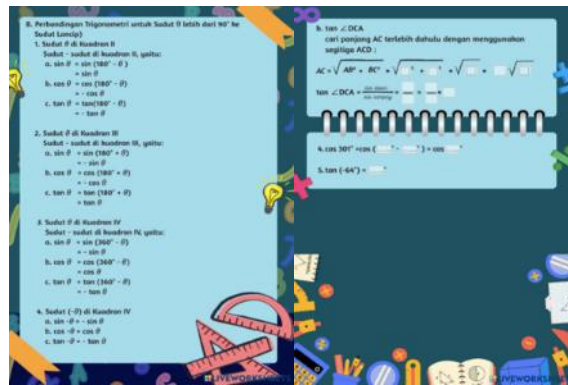 B. Perbandingan Trigonometri untuk Sudut θ lebih dari 90° ke
Sudut Lancip)
1. Sudut θ di Kuadran II
Sudut - sudut di kuadran II, yaitu:
a. sin θ = sin (180° - θ)
= sin θ
b. cos θ = cos (180° - θ)
= - cos θ
c. tan θ = tan(180° - θ)
= - tan θ
2. Sudut θ di Kuadran III
Sudut - sudut di kuadran III, yaitu:
a. sin θ = sin (180° + θ)
= - sin θ
b. cos θ = cos (180° + θ)
= - cos θ
c. tan θ = tan (180° + θ)
= tan θ
3. Sudut θ di Kuadran IV
Sudut - sudut di kuadran IV, yaitu:
a. sin θ = sin (360° - θ)
= - sin θ
b. cos θ = cos (360° - θ)
= cos θ
c. tan θ = tan (360° - θ)
= - tan θ
4. Sudut (-θ) di Kuadran IV
a. sin -θ = - sin θ
b. cos -θ = cos θ
c. tan -θ = - tan θ
LIVEWORKSHEETS
b. tan ∠DCA
cari panjang AC terlebih dahulu dengan menggunakan
segitiga ACD :
AC = √ AB² + BC² = √ ² + ² = √ = √
tan ∠DCA = = =
4. cos 301° = cos ( ° - ° ) = cos °
5. tan (-64°) = °
LIVEWORKSHEETS